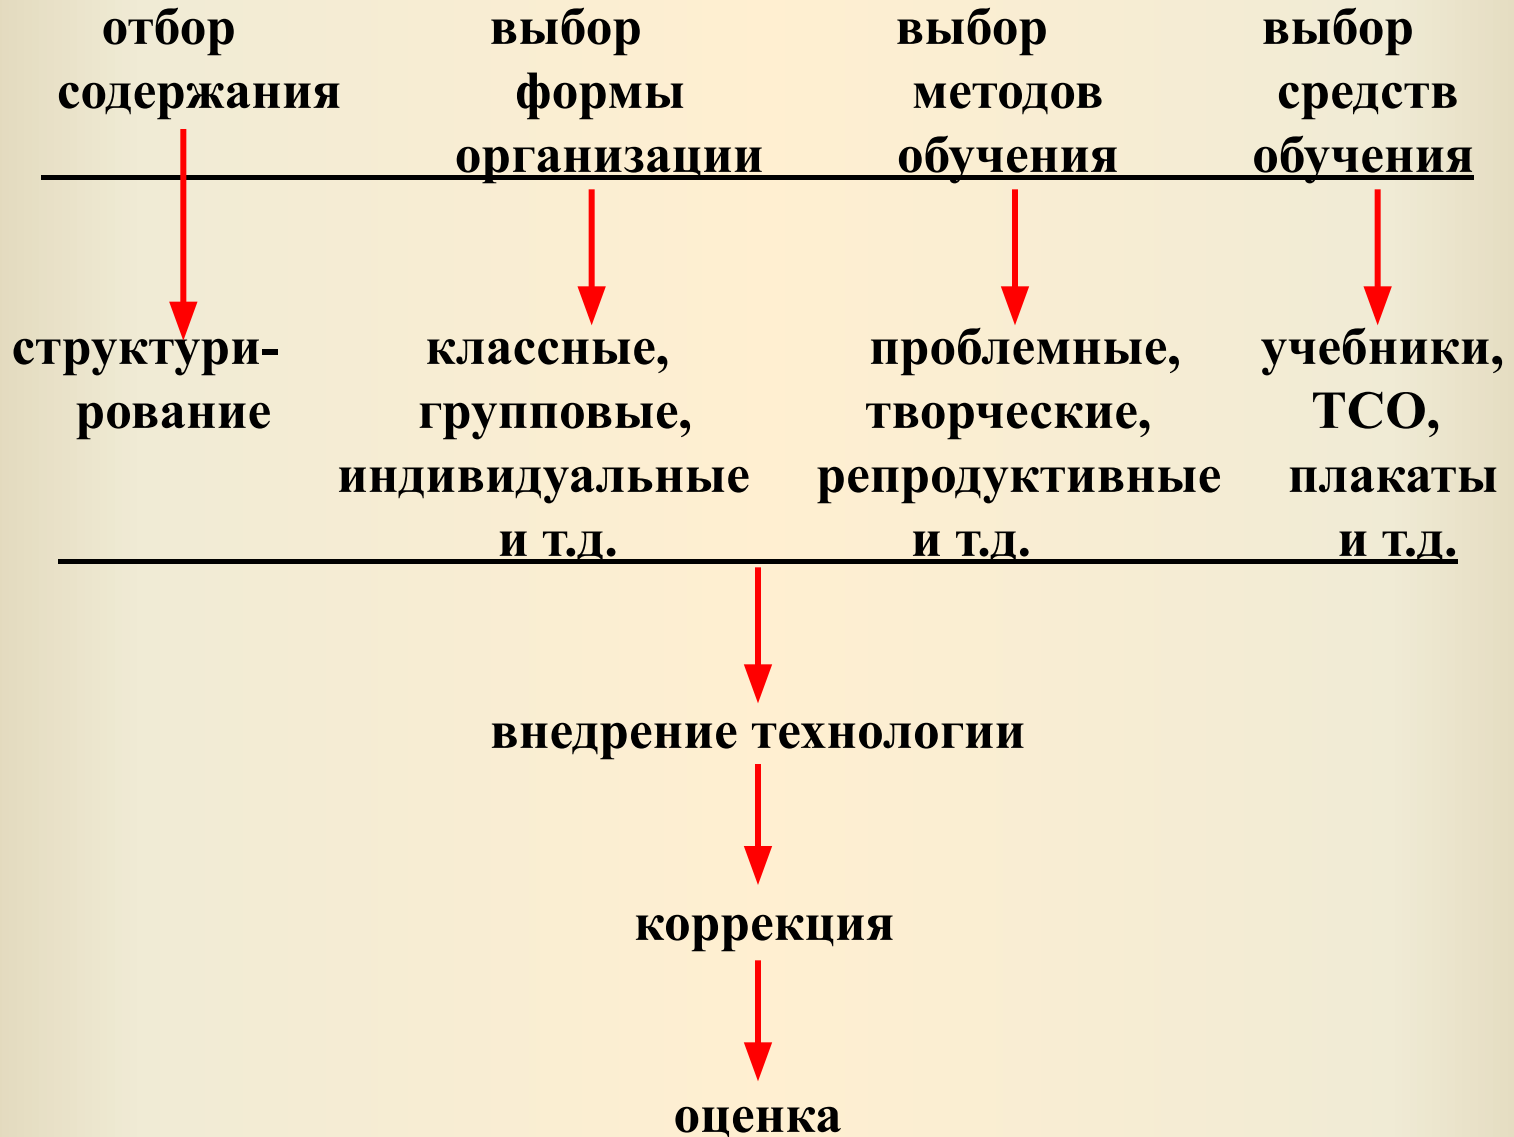 отбор выбор выбор выбор
содержания формы методов средств
организации обучения обучения
структури- классные, проблемные, учебники,
рование групповые, творческие, ТСО,
индивидуальные репродуктивные плакаты
и т.д. и т.д. и т.д.
внедрение технологии
коррекция
оценка